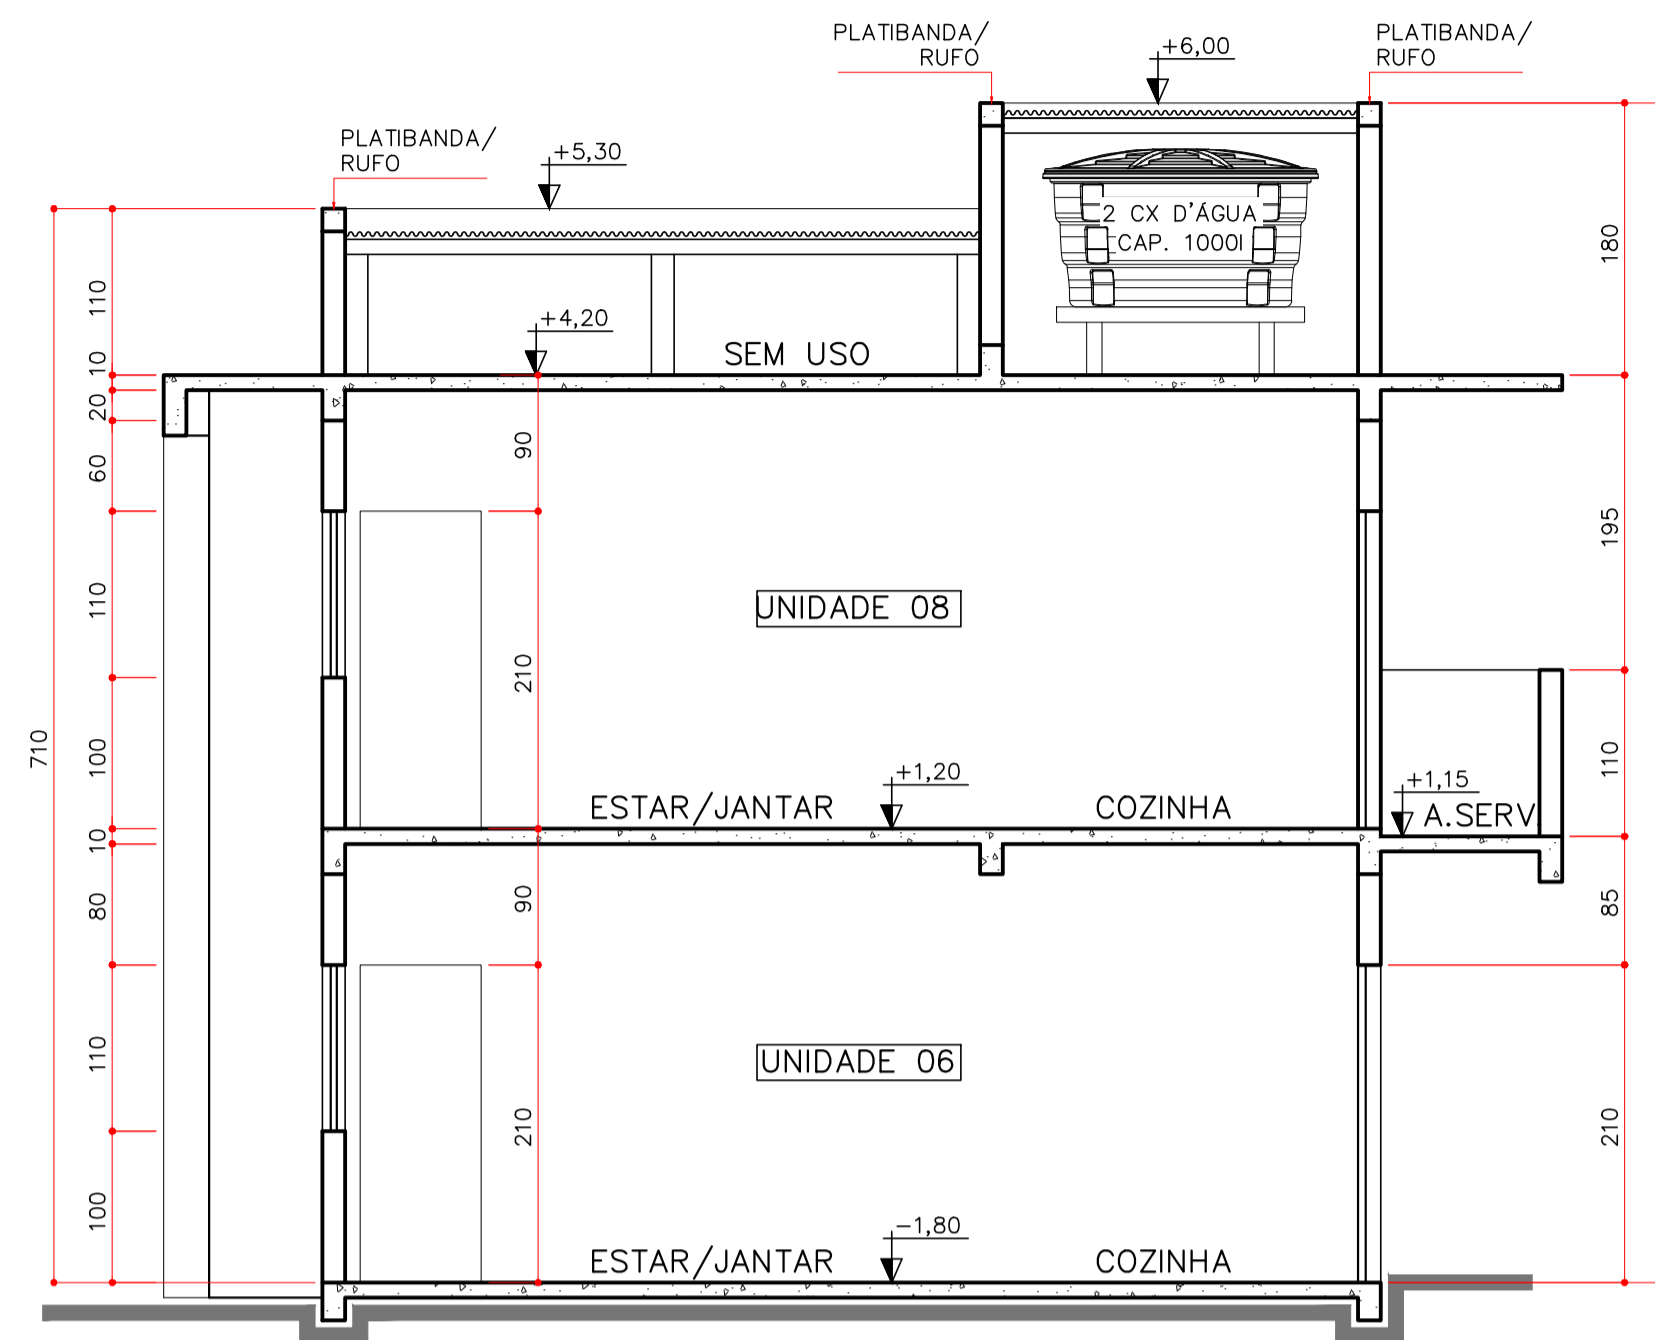 PLATIBANDA/
RUFO
+6,00
PLATIBANDA/
RUFO
PLATIBANDA/
RUFO
+5,30
2 CX D'ÁGUA
CAP. 1000l
180
110
+4,20
SEM USO
10
20
60
90
195
110
UNIDADE 08
210
710
100
110
+1,20
+1,15
ESTAR/JANTAR
COZINHA
A.SERV
10
80
90
85
110
UNIDADE 06
210
210
100
-1,80
ESTAR/JANTAR
COZINHA